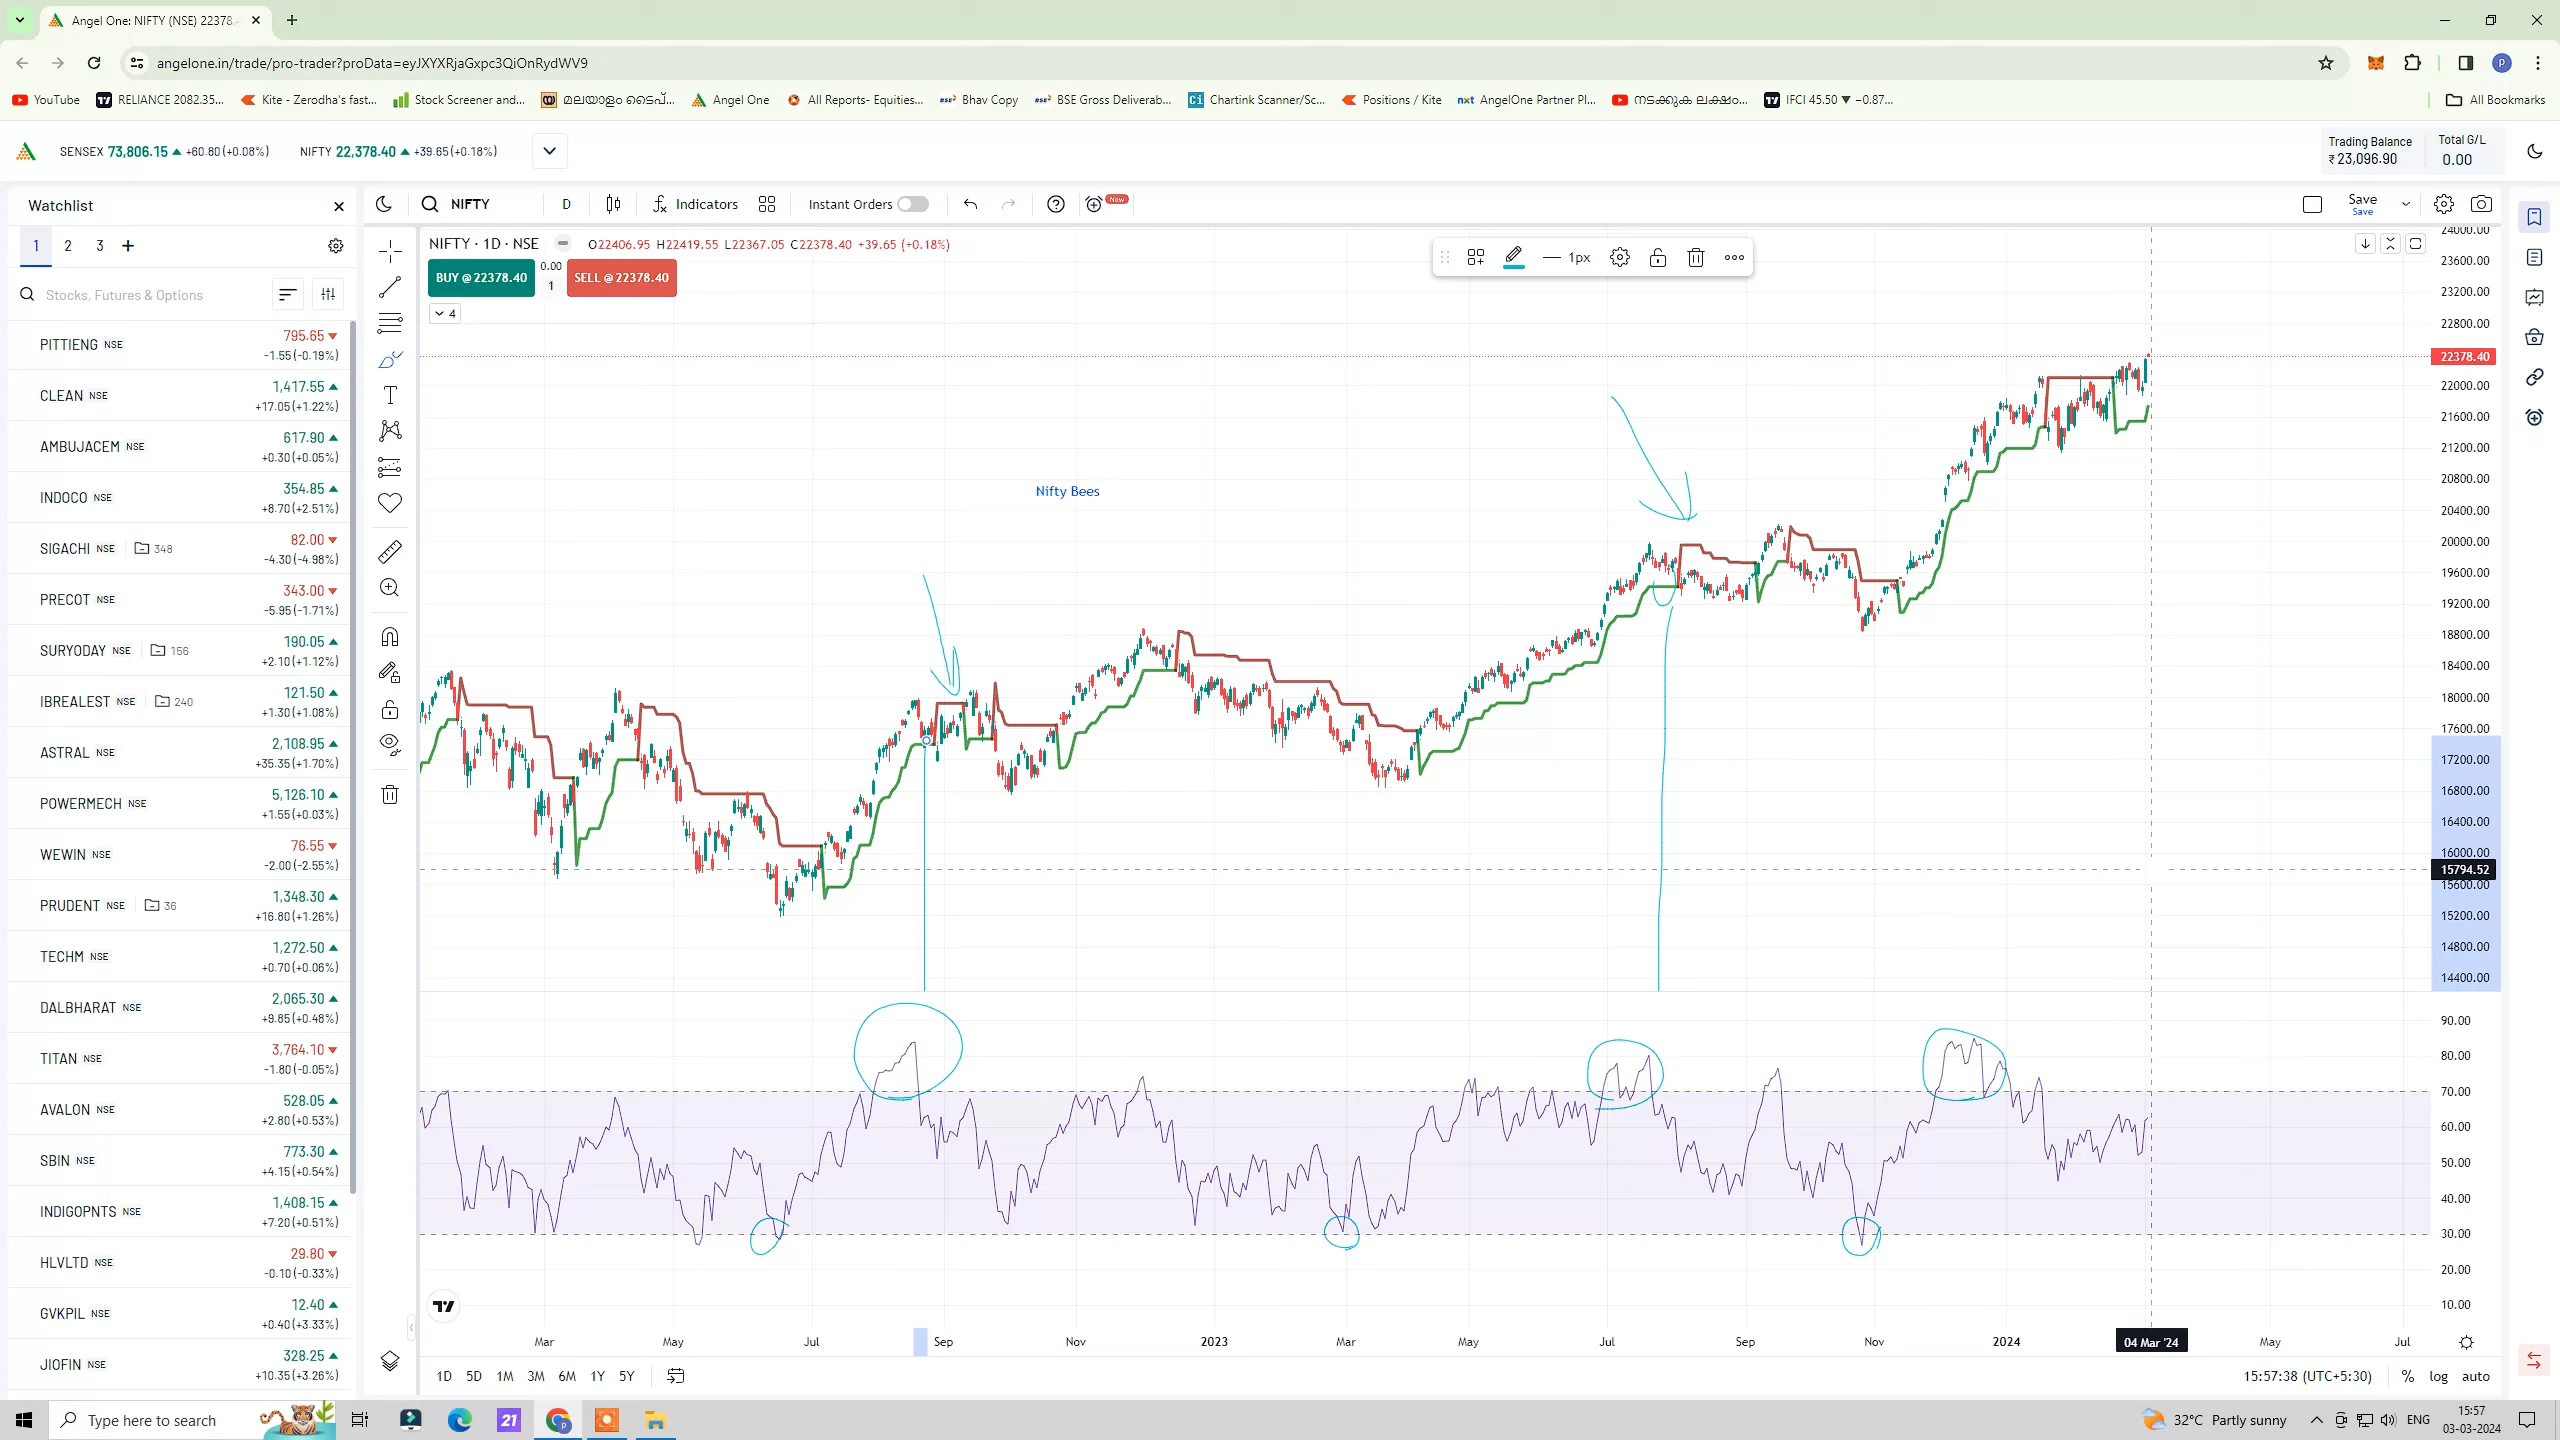 Angel One: NIFTY (NSE) 22378.
angelone.in/trade/pro-trader?proData=eyJXYXRjaGxpc3QiOnRydWV9
YouTube RELIANCE 2082.35... Kite - Zerodha's fast... Stock Screener and... മലയാളം ടൈപ്... Angel One All Reports- Equities... Bhav Copy BSE Gross Deliverab... Chartink Scanner/Sc... Positions / Kite AngelOne Partner Pl... നടക്കുക ലക്ഷം... IFCI 45.50 ▼ −0.87... All Bookmarks
SENSEX 73,806.15 ▲ +60.80 (+0.08%) NIFTY 22,378.40 ▲ +39.65 (+0.18%)
Trading Balance Total G/L
₹ 23,096.90 0.00
Watchlist
1 2 3 +
Stocks, Futures & Options
PITTIENG NSE 795.65 ▼
-1.55 (-0.19%)
CLEAN NSE 1,417.55 ▲
+17.05 (+1.22%)
AMBUJACEM NSE 617.90 ▲
+0.30 (+0.05%)
INDOCO NSE 354.85 ▲
+8.70 (+2.51%)
SIGACHI NSE 348 82.00 ▼
-4.30 (-4.98%)
PRECOT NSE 343.00 ▼
-5.95 (-1.71%)
SURYODAY NSE 156 190.05 ▲
+2.10 (+1.12%)
IBREALEST NSE 240 121.50 ▲
+1.30 (+1.08%)
ASTRAL NSE 2,108.95 ▲
+35.35 (+1.70%)
POWERMECH NSE 5,126.10 ▲
+1.55 (+0.03%)
WEWIN NSE 76.55 ▼
-2.00 (-2.55%)
PRUDENT NSE 36 1,348.30 ▲
+16.80 (+1.26%)
TECHM NSE 1,272.50 ▲
+0.70 (+0.06%)
DALBHARAT NSE 2,065.30 ▲
+9.85 (+0.48%)
TITAN NSE 3,764.10 ▼
-1.80 (-0.05%)
AVALON NSE 528.05 ▲
+2.80 (+0.53%)
SBIN NSE 773.30 ▲
+4.15 (+0.54%)
INDIGOPNTS NSE 1,408.15 ▲
+7.20 (+0.51%)
HLVLTD NSE 29.80 ▼
-0.10 (-0.33%)
GVKPIL NSE 12.40 ▲
+0.40 (+3.33%)
JIOFIN NSE 328.25 ▲
+10.35 (+3.26%)
NIFTY D Indicators Instant Orders New Save
Save
NIFTY · 1D · NSE O22406.95 H22419.55 L22367.05 C22378.40 +39.65 (+0.18%)
BUY @ 22378.40 0.00 SELL @ 22378.40
1
4
1px
Nifty Bees
24000.00
23600.00
23200.00
22800.00
22378.40
22000.00
21600.00
21200.00
20800.00
20400.00
20000.00
19600.00
19200.00
18800.00
18400.00
18000.00
17600.00
17200.00
16800.00
16400.00
16000.00
15794.52
15600.00
15200.00
14800.00
14400.00
90.00
80.00
70.00
60.00
50.00
40.00
30.00
20.00
10.00
Mar May Jul Sep Nov 2023 Mar May Jul Sep Nov 2024 04 Mar '24 May Jul
1D 5D 1M 3M 6M 1Y 5Y 15:57:38 (UTC+5:30) % log auto
Type here to search 21 32°C Partly sunny ENG 15:57
03-03-2024